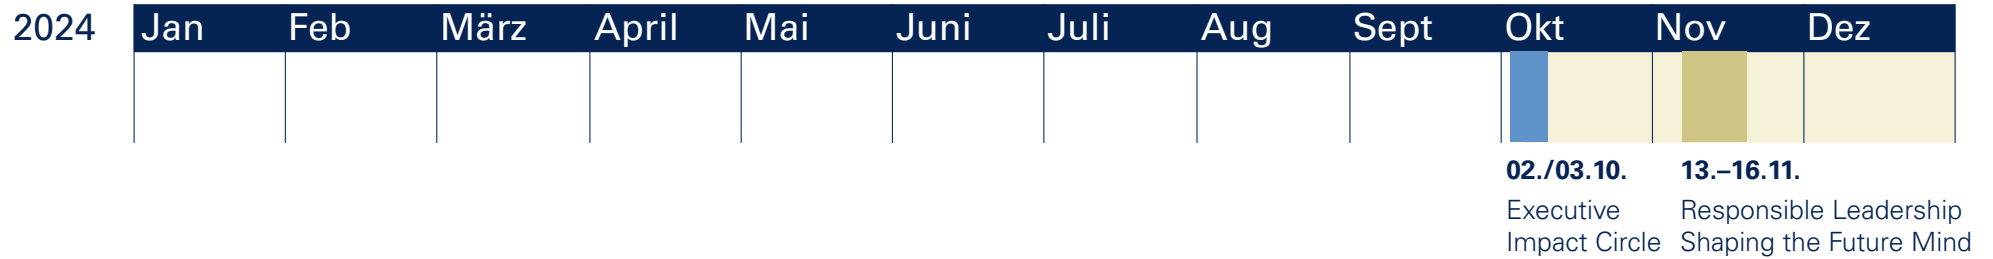 2024 Jan Feb März April Mai Juni Juli Aug Sept Okt Nov Dez
02./03.10.
Executive
Impact Circle
13.–16.11.
Responsible Leadership
Shaping the Future Mind